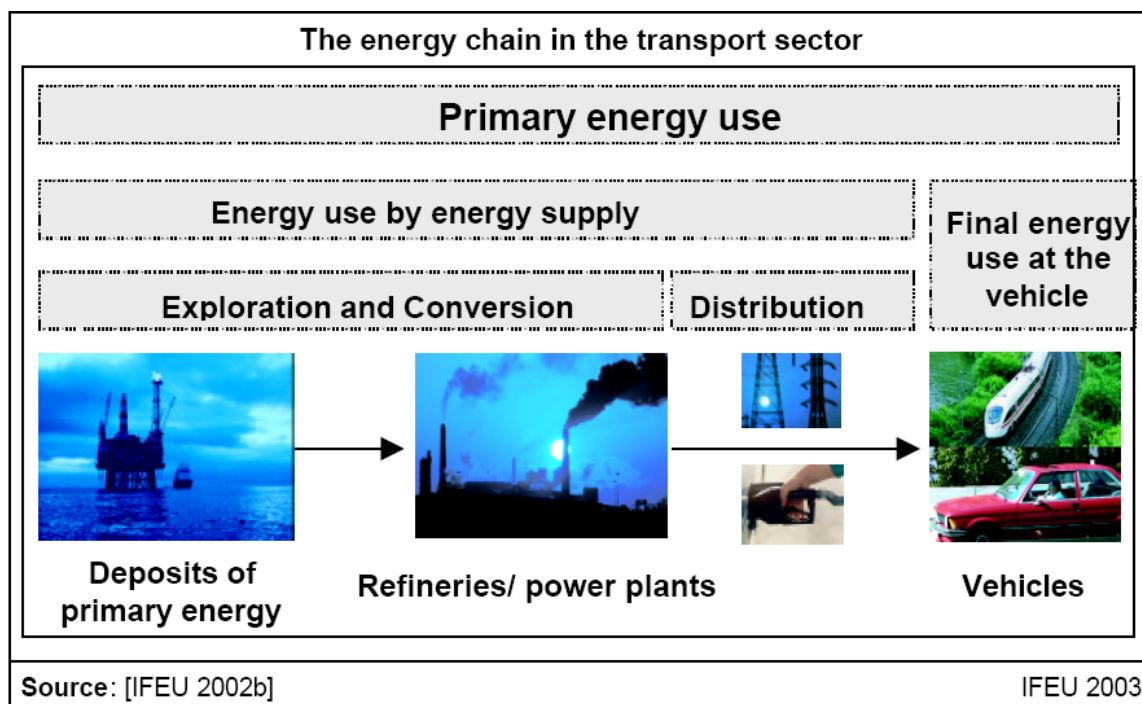 The energy chain in the transport sector
Primary energy use
Energy use by energy supply
Final energy
use at the
vehicle
Exploration and Conversion
Distribution
Deposits of
primary energy
Refineries/ power plants
Vehicles
Source: [IFEU 2002b]
IFEU 2003